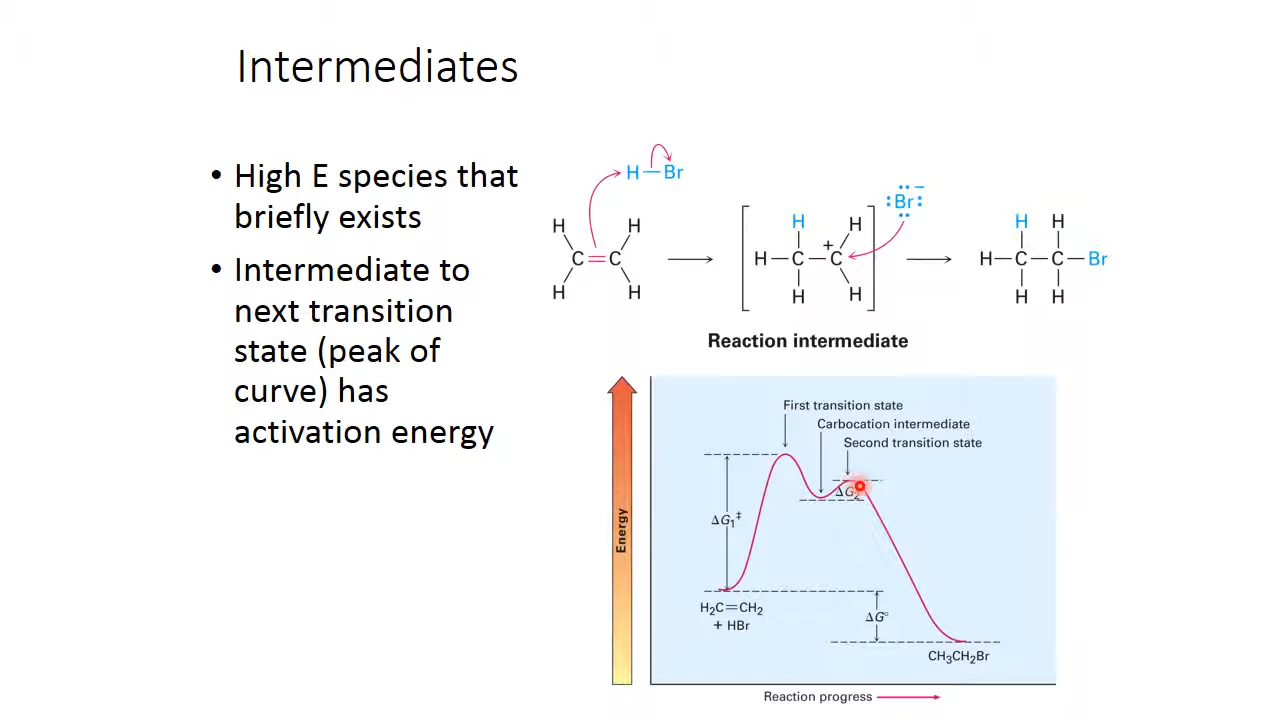 Intermediates
• High E species that
briefly exists
• Intermediate to
next transition
state (peak of
curve) has
activation energy
H—Br
H H
C=C
H H
H H
H—C—C
+
H H
:Br:
−
H H
H—C—C—Br
H H
Reaction intermediate
First transition state
Carbocation intermediate
Second transition state
ΔG₂
ΔG₁‡
Energy
H₂C=CH₂
+ HBr
ΔG°
CH₃CH₂Br
Reaction progress